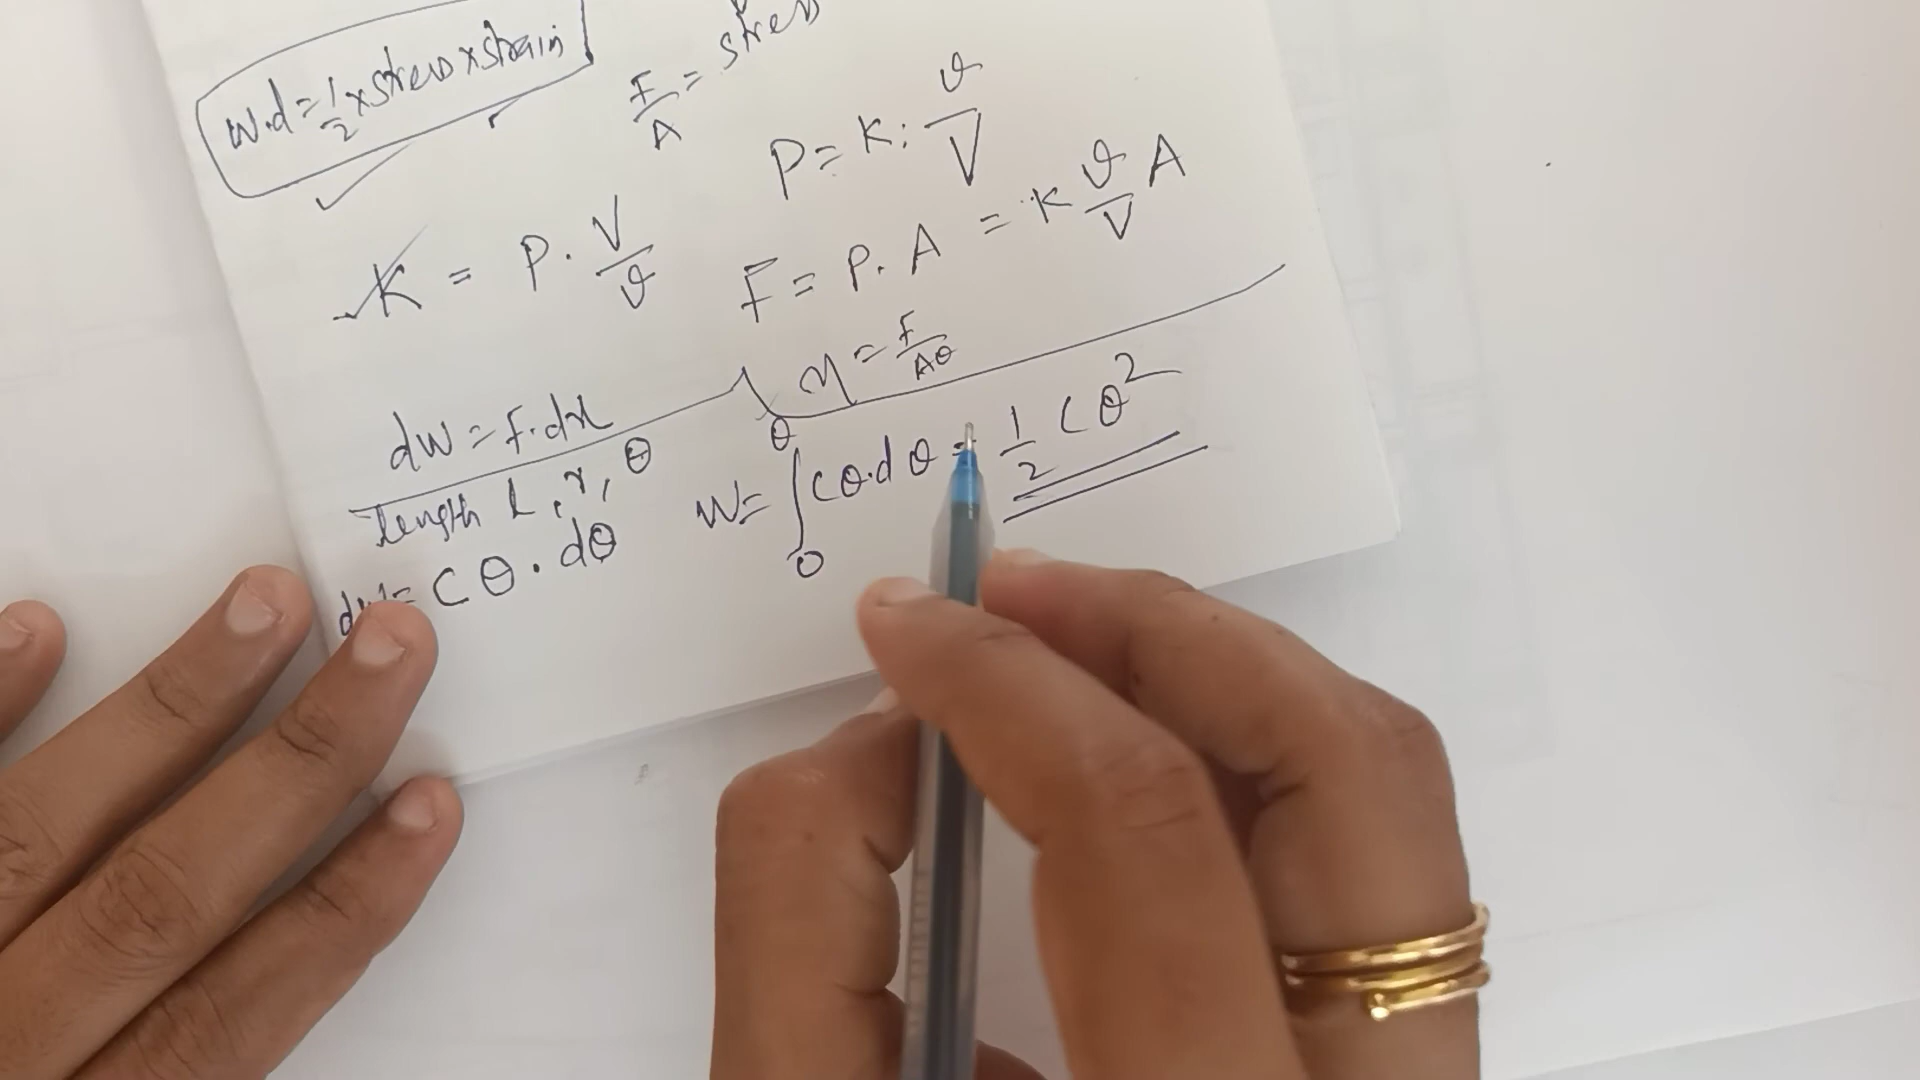 W.d = 1/2 × stress × strain
F/A = stress
P = K . v/V
K = P. V/v
F = P. A = K v/V A
η = F/Aθ
dw = F.dx
length L, r, θ
dw = Cθ . dθ
W = ∫₀^θ Cθ.dθ = 1/2 Cθ²